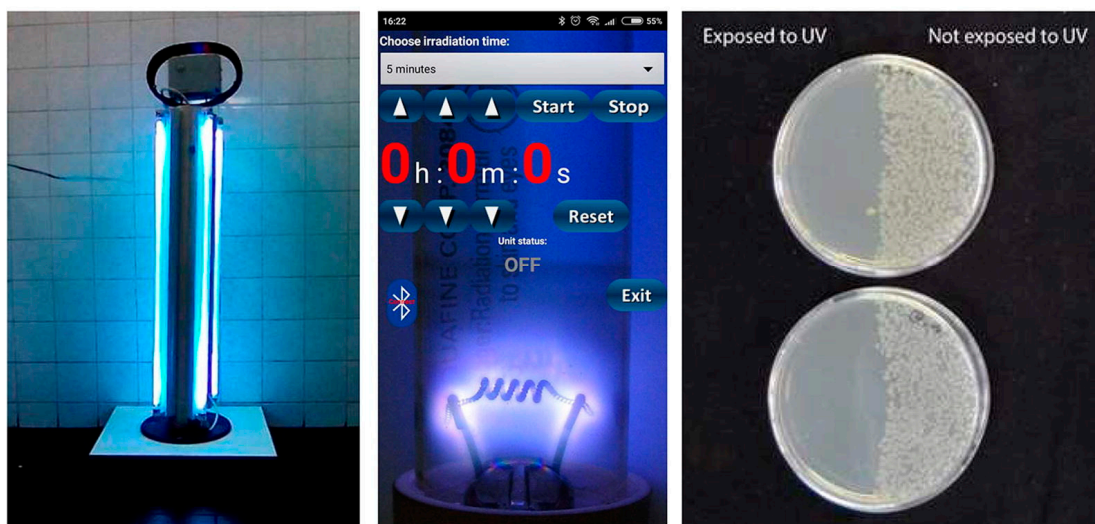 16:22
55%
Choose irradiation time:
5 minutes
Start
Stop
0h:0m:0s
Reset
Unit status:
OFF
Exit
Exposed to UV
Not exposed to UV